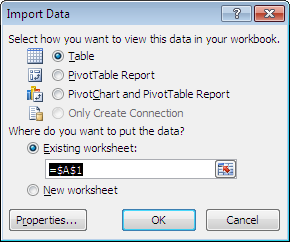 Import Data
Select how you want to view this data in your workbook.
Table
PivotTable Report
PivotChart and PivotTable Report
Only Create Connection
Where do you want to put the data?
Existing worksheet:
=$A$1
New worksheet
Properties...
OK
Cancel